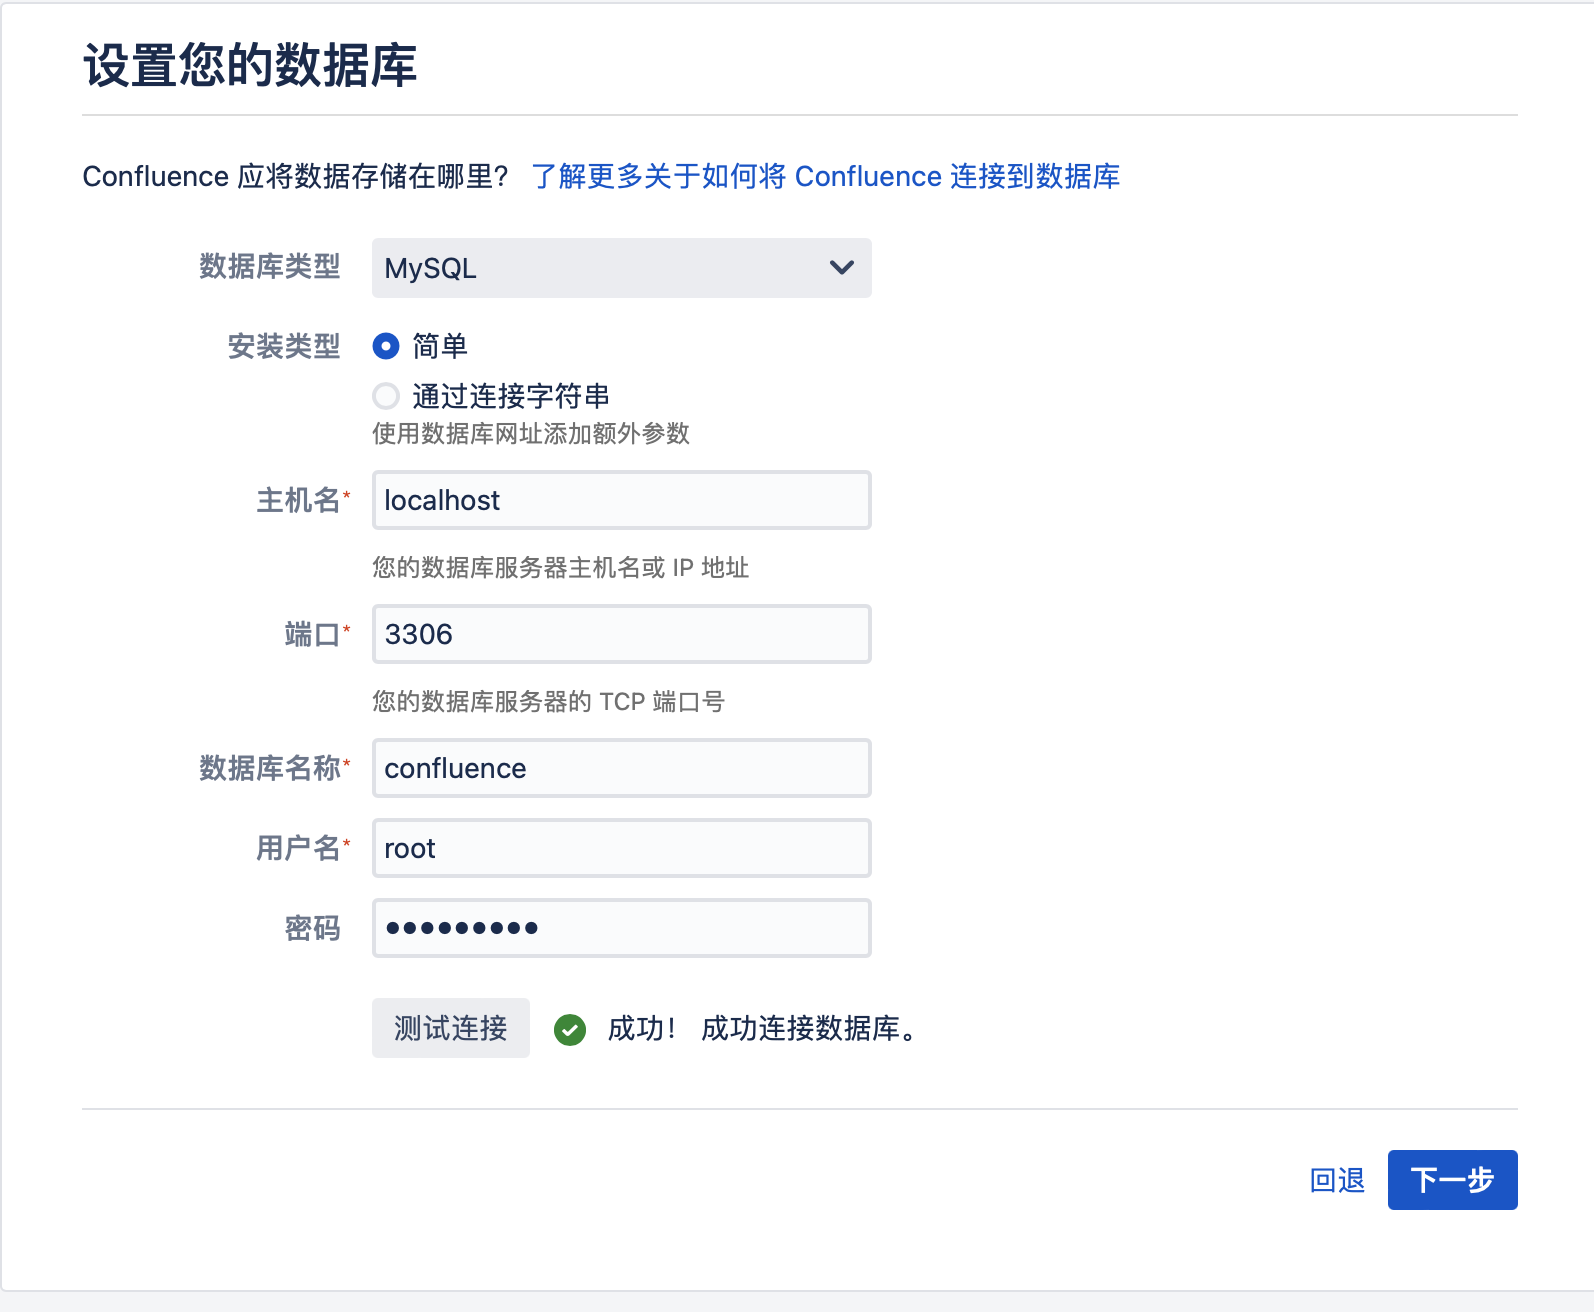 设置您的数据库
Confluence 应将数据存储在哪里? 了解更多关于如何将 Confluence 连接到数据库
数据库类型 MySQL
安装类型 简单
通过连接字符串
使用数据库网址添加额外参数
主机名* localhost
您的数据库服务器主机名或 IP 地址
端口* 3306
您的数据库服务器的 TCP 端口号
数据库名称* confluence
用户名* root
密码 •••••••••
测试连接 成功！ 成功连接数据库。
回退 下一步